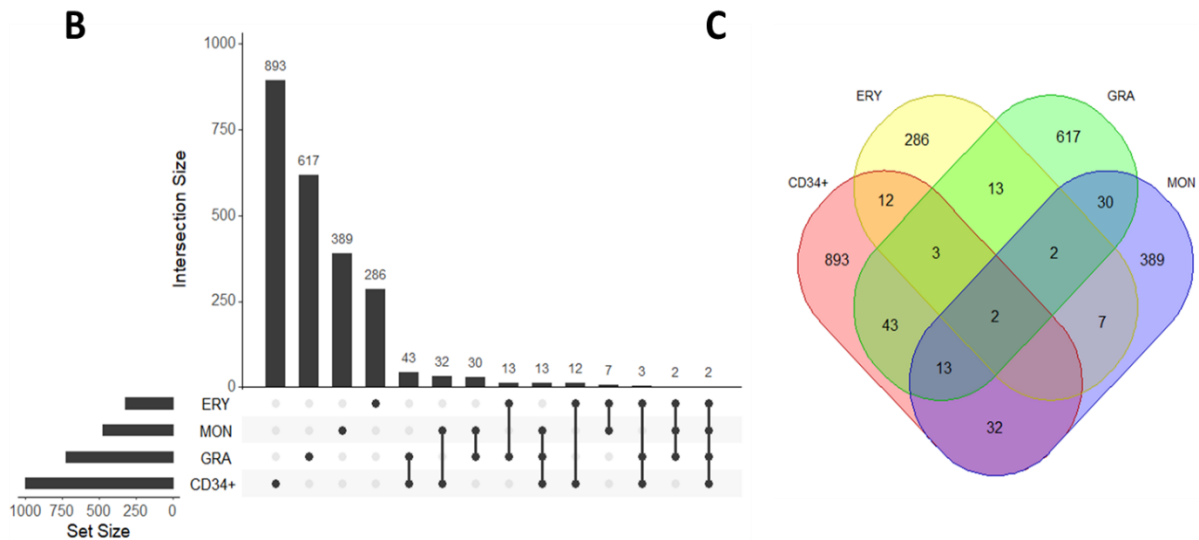 B
1000
750
500
250
0
Intersection Size
893
617
389
286
43
32
30
13
13
12
7
3
2
2
ERY
MON
GRA
CD34+
1000 750 500 250 0
Set Size
C
ERY
GRA
CD34+
MON
286
617
12
13
30
893
3
2
389
43
2
7
13
32